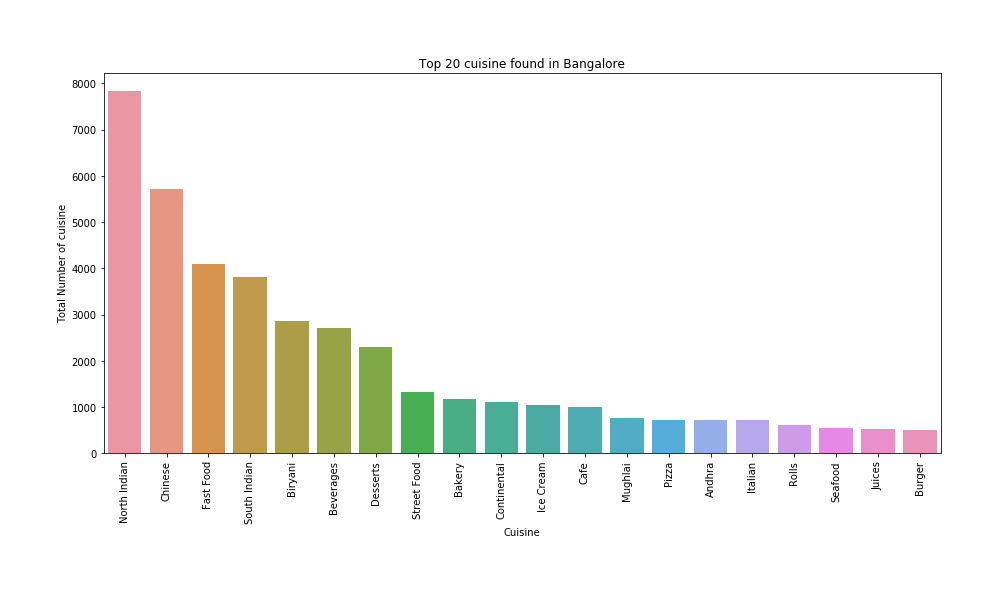 Top 20 cuisine found in Bangalore
Total Number of cuisine
8000
7000
6000
5000
4000
3000
2000
1000
0
North Indian
Chinese
Fast Food
South Indian
Biryani
Beverages
Desserts
Street Food
Bakery
Continental
Ice Cream
Cafe
Mughlai
Pizza
Andhra
Italian
Rolls
Seafood
Juices
Burger
Cuisine